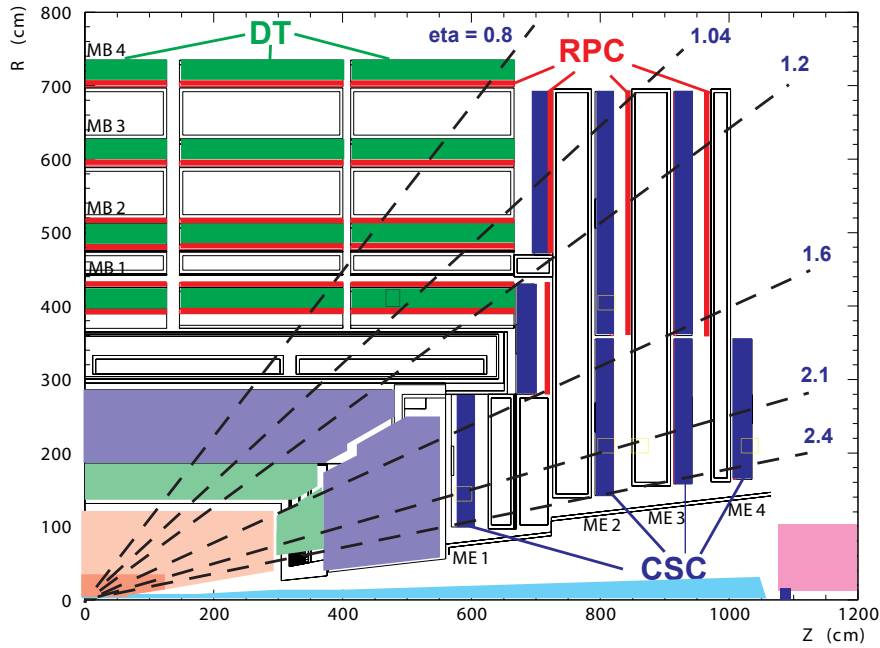 R (cm)
800
700
600
500
400
300
200
100
0
MB 4
MB 3
MB 2
MB 1
DT
eta = 0.8
1.04
RPC
1.2
1.6
2.1
2.4
ME 1
ME 2
ME 3
ME 4
CSC
0
200
400
600
800
1000
1200
Z (cm)